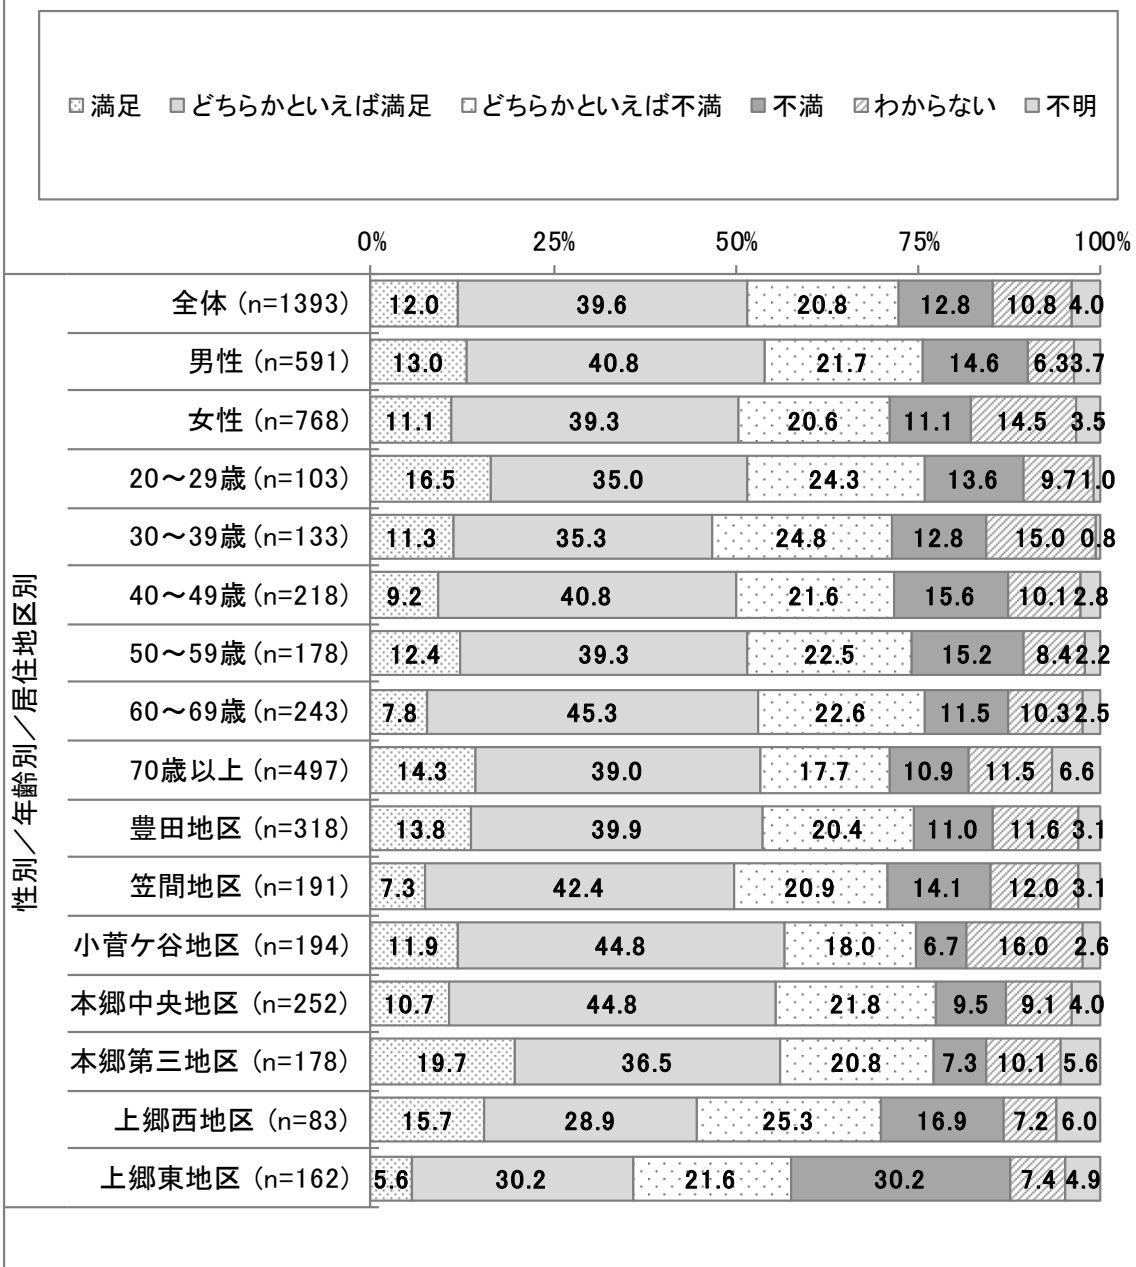 満足 どちらかといえば満足 どちらかといえば不満 不満 わからない 不明
0% 25% 50% 75% 100%
性別／年齢別／居住地区別
全体 (n=1393) 12.0 39.6 20.8 12.8 10.8 4.0
男性 (n=591) 13.0 40.8 21.7 14.6 6.3 3.7
女性 (n=768) 11.1 39.3 20.6 11.1 14.5 3.5
20～29歳 (n=103) 16.5 35.0 24.3 13.6 9.7 1.0
30～39歳 (n=133) 11.3 35.3 24.8 12.8 15.0 0.8
40～49歳 (n=218) 9.2 40.8 21.6 15.6 10.1 2.8
50～59歳 (n=178) 12.4 39.3 22.5 15.2 8.4 2.2
60～69歳 (n=243) 7.8 45.3 22.6 11.5 10.3 2.5
70歳以上 (n=497) 14.3 39.0 17.7 10.9 11.5 6.6
豊田地区 (n=318) 13.8 39.9 20.4 11.0 11.6 3.1
笠間地区 (n=191) 7.3 42.4 20.9 14.1 12.0 3.1
小菅ケ谷地区 (n=194) 11.9 44.8 18.0 6.7 16.0 2.6
本郷中央地区 (n=252) 10.7 44.8 21.8 9.5 9.1 4.0
本郷第三地区 (n=178) 19.7 36.5 20.8 7.3 10.1 5.6
上郷西地区 (n=83) 15.7 28.9 25.3 16.9 7.2 6.0
上郷東地区 (n=162) 5.6 30.2 21.6 30.2 7.4 4.9